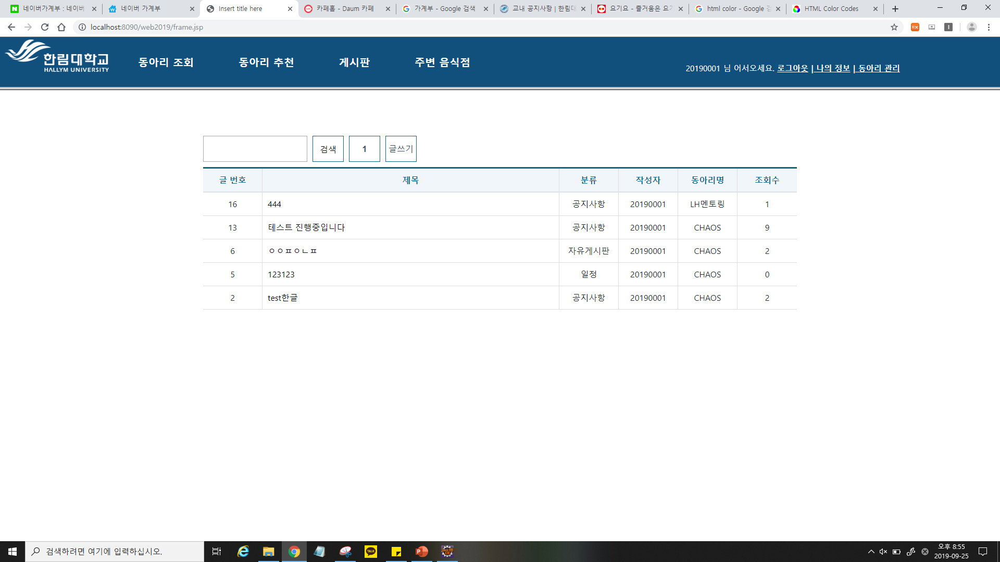 네이버가계부 : 네이버
네이버 가계부
Insert title here
카페홈 - Daum 카페
가계부 - Google 검색
교내 공지사항 | 한림대
요기요 - 즐거움은 요기
html color - Google 검
HTML Color Codes
localhost:8090/web2019/frame.jsp
한림대학교
HALLYM UNIVERSITY
동아리 조회
동아리 추천
게시판
주변 음식점
20190001 님 어서오세요. 로그아웃 | 나의 정보 | 동아리 관리
검색
1
글쓰기
글 번호 제목 분류 작성자 동아리명 조회수
16 444 공지사항 20190001 LH멘토링 1
13 테스트 진행중입니다 공지사항 20190001 CHAOS 9
6 ㅇㅇㅍㅇㄴㅍ 자유게시판 20190001 CHAOS 2
5 123123 일정 20190001 CHAOS 0
2 test한글 공지사항 20190001 CHAOS 2
검색하려면 여기에 입력하십시오.
TALK
오후 8:55
2019-09-25